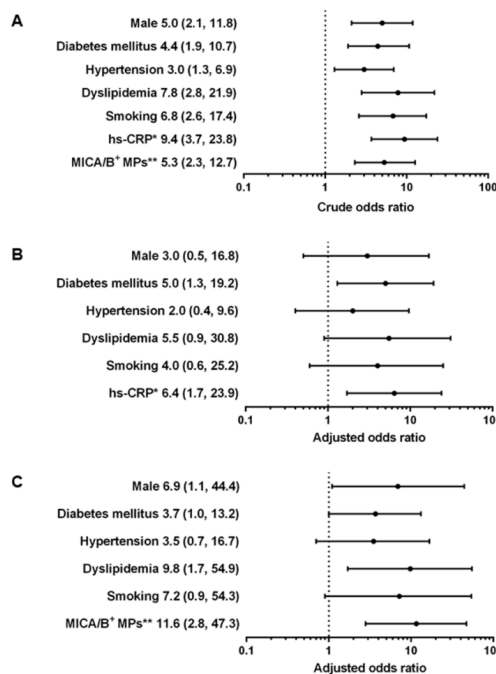 A
Male 5.0 (2.1, 11.8)
Diabetes mellitus 4.4 (1.9, 10.7)
Hypertension 3.0 (1.3, 6.9)
Dyslipidemia 7.8 (2.8, 21.9)
Smoking 6.8 (2.6, 17.4)
hs-CRP* 9.4 (3.7, 23.8)
MICA/B+ MPs** 5.3 (2.3, 12.7)
0.1 1 10 100
Crude odds ratio
B
Male 3.0 (0.5, 16.8)
Diabetes mellitus 5.0 (1.3, 19.2)
Hypertension 2.0 (0.4, 9.6)
Dyslipidemia 5.5 (0.9, 30.8)
Smoking 4.0 (0.6, 25.2)
hs-CRP* 6.4 (1.7, 23.9)
0.1 1 10
Adjusted odds ratio
C
Male 6.9 (1.1, 44.4)
Diabetes mellitus 3.7 (1.0, 13.2)
Hypertension 3.5 (0.7, 16.7)
Dyslipidemia 9.8 (1.7, 54.9)
Smoking 7.2 (0.9, 54.3)
MICA/B+ MPs** 11.6 (2.8, 47.3)
0.1 1 10
Adjusted odds ratio